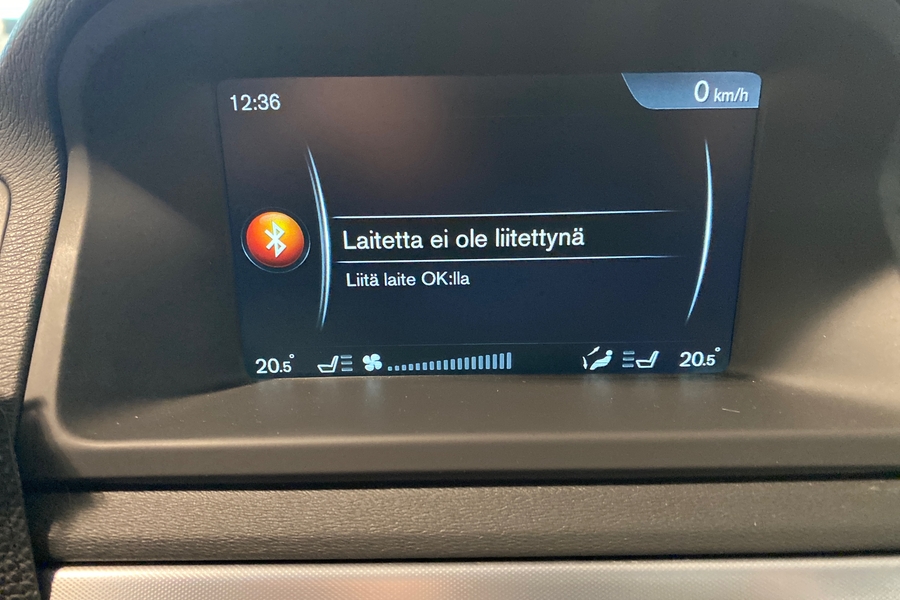 12:36
0 km/h
Laitetta ei ole liitettynä
Liitä laite OK:lla
20.5° 20.5°